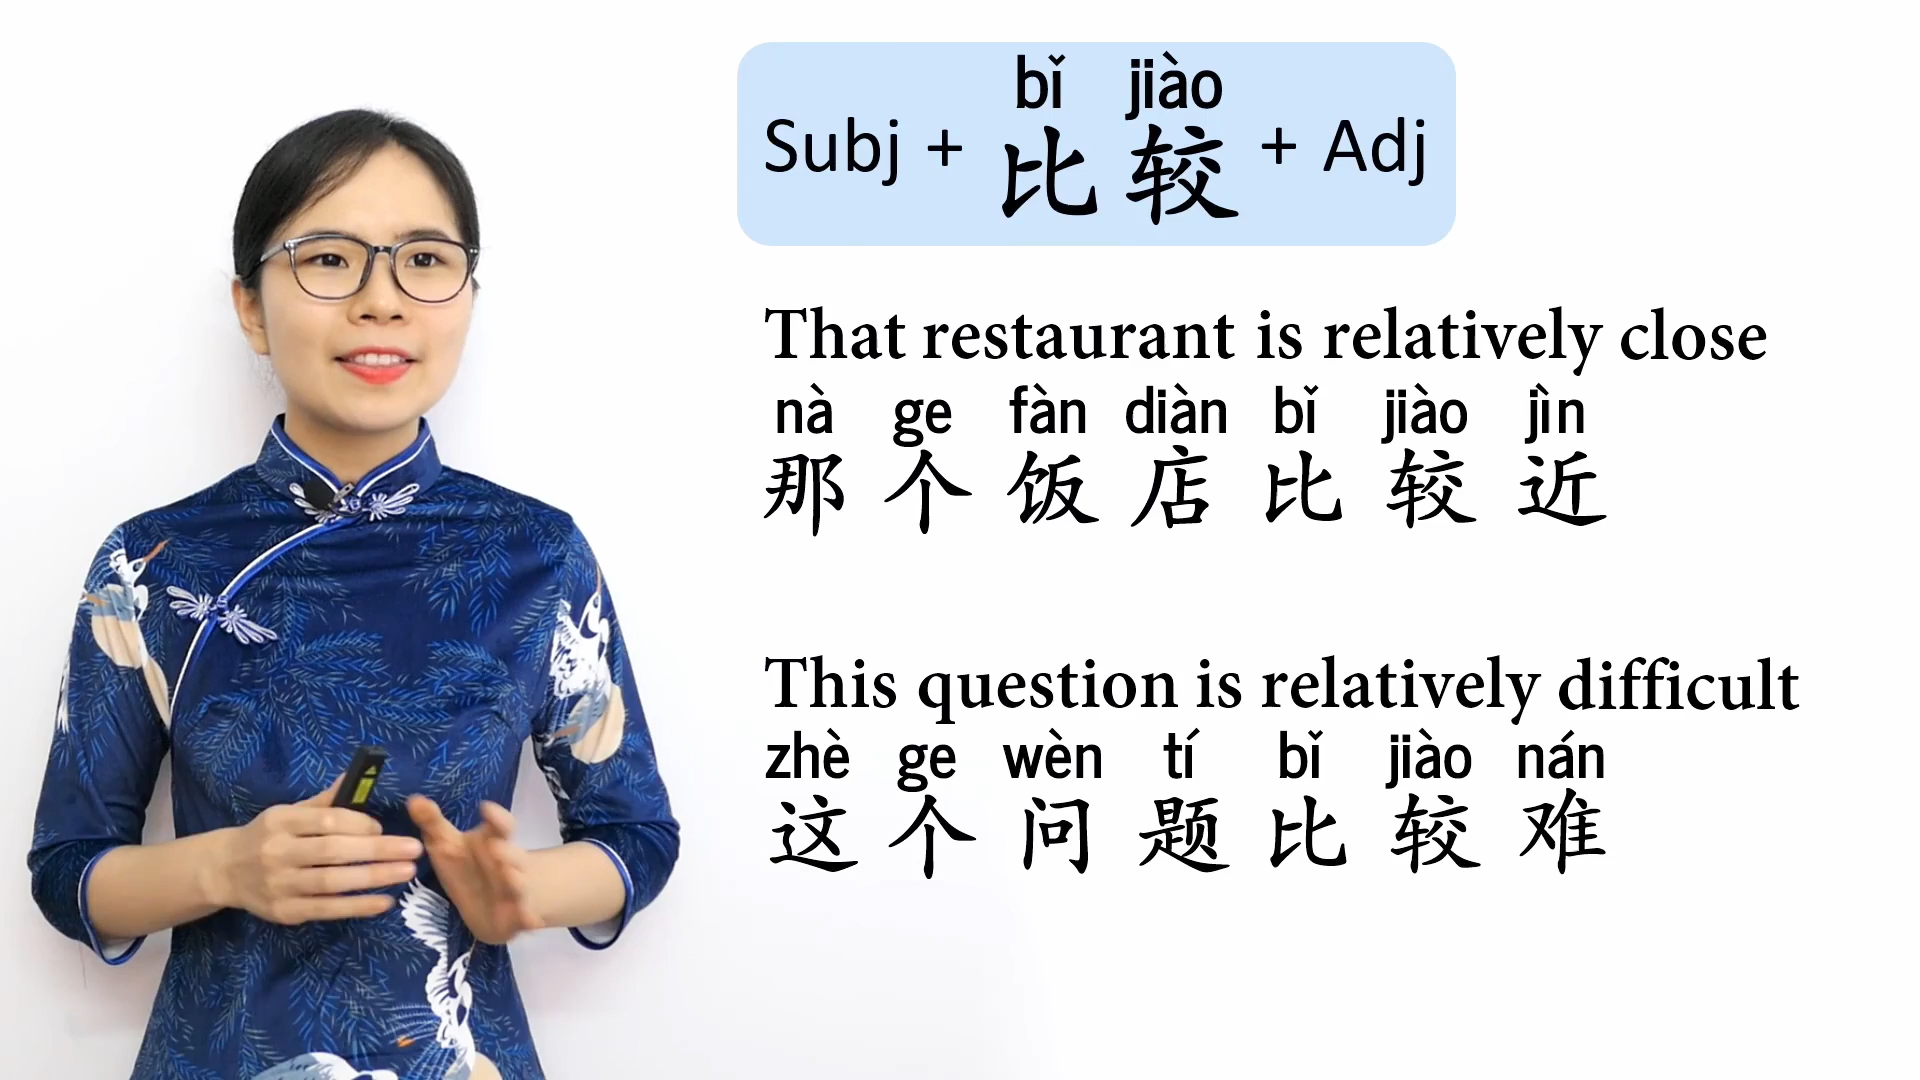 bǐ jiào
Subj + 比较 + Adj
That restaurant is relatively close
nà ge fàn diàn bǐ jiào jìn
那个饭店比较近
This question is relatively difficult
zhè ge wèn tí bǐ jiào nán
这个问题比较难